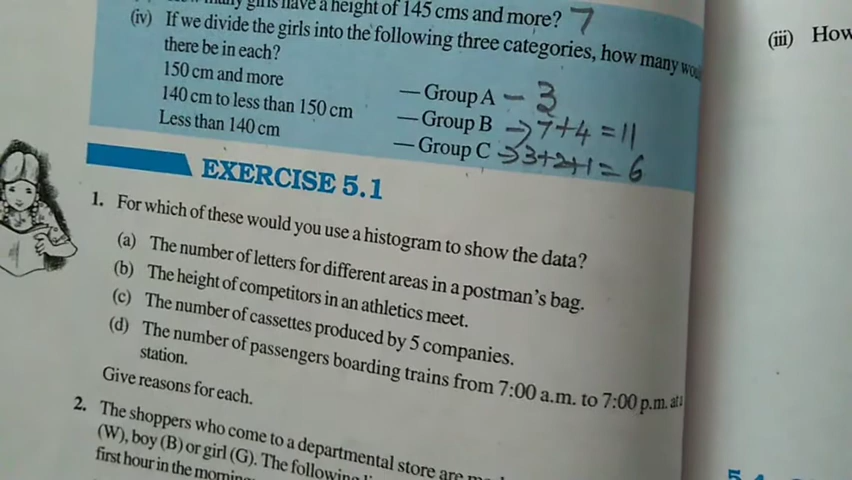 girls have a height of 145 cms and more? 7
(iv) If we divide the girls into the following three categories, how many
there be in each?
150 cm and more — Group A – 3
140 cm to less than 150 cm — Group B → 7+4 = 11
Less than 140 cm — Group C → 3+2+1 = 6
EXERCISE 5.1
1. For which of these would you use a histogram to show the data?
(a) The number of letters for different areas in a postman's bag.
(b) The height of competitors in an athletics meet.
(c) The number of cassettes produced by 5 companies.
(d) The number of passengers boarding trains from 7:00 a.m. to 7:00 p.m. at a
station.
Give reasons for each.
2. The shoppers who come to a departmental store are
(W), boy (B) or girl (G). The following
first hour in the
(iii) How